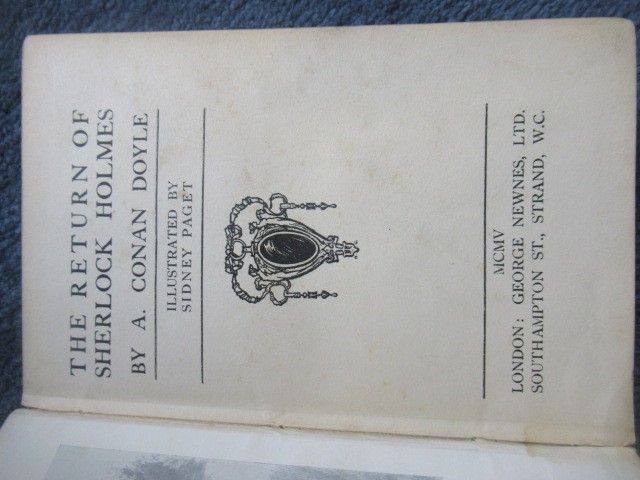 THE RETURN OF
SHERLOCK HOLMES
BY A. CONAN DOYLE
ILLUSTRATED BY
SIDNEY PAGET
MCMV
LONDON: GEORGE NEWNES, LTD.
SOUTHAMPTON ST., STRAND, W.C.